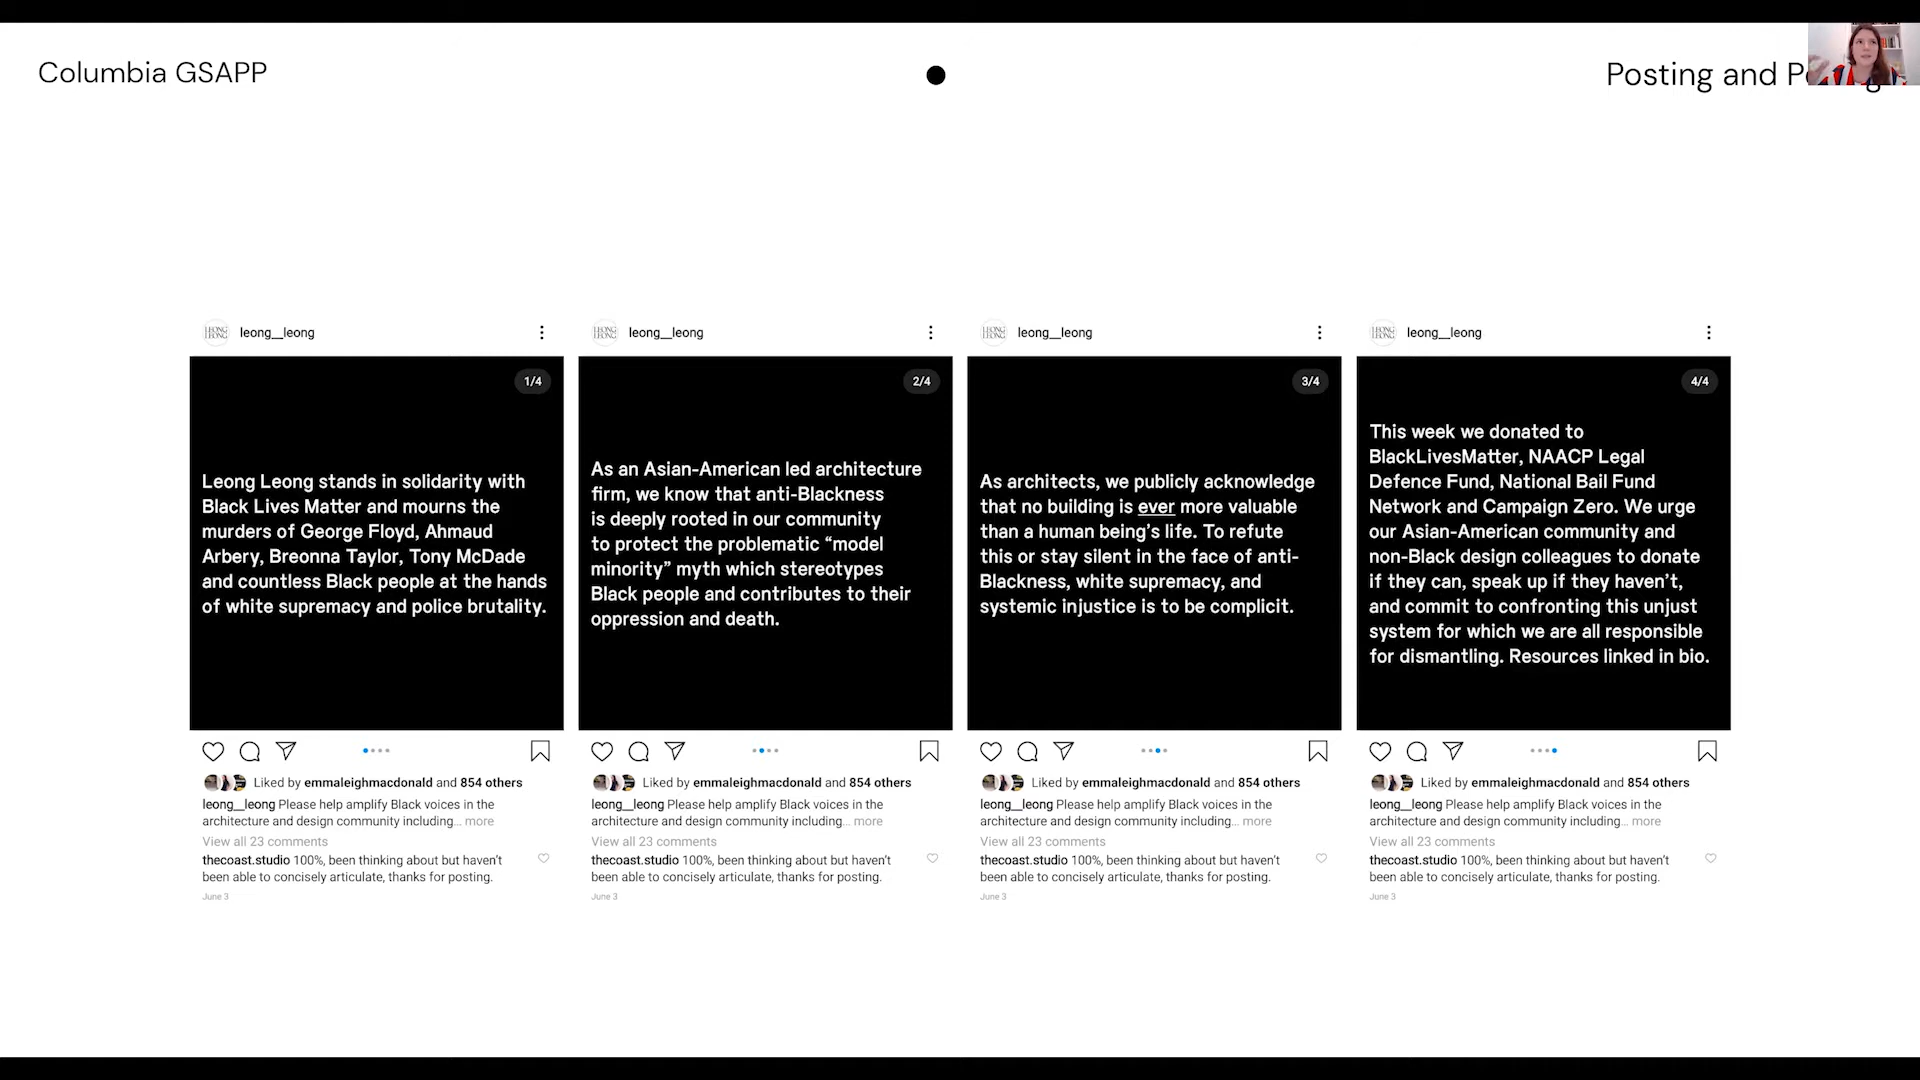 Columbia GSAPP
Posting and
leong__leong
1/4
Leong Leong stands in solidarity with
Black Lives Matter and mourns the
murders of George Floyd, Ahmaud
Arbery, Breonna Taylor, Tony McDade
and countless Black people at the hands
of white supremacy and police brutality.
Liked by emmaleighmacdonald and 854 others
leong__leong Please help amplify Black voices in the
architecture and design community including... more
View all 23 comments
thecoast.studio 100%, been thinking about but haven't
been able to concisely articulate, thanks for posting.
June 3
leong__leong
2/4
As an Asian-American led architecture
firm, we know that anti-Blackness
is deeply rooted in our community
to protect the problematic “model
minority” myth which stereotypes
Black people and contributes to their
oppression and death.
Liked by emmaleighmacdonald and 854 others
leong__leong Please help amplify Black voices in the
architecture and design community including... more
View all 23 comments
thecoast.studio 100%, been thinking about but haven't
been able to concisely articulate, thanks for posting.
June 3
leong__leong
3/4
As architects, we publicly acknowledge
that no building is ever more valuable
than a human being’s life. To refute
this or stay silent in the face of anti-
Blackness, white supremacy, and
systemic injustice is to be complicit.
Liked by emmaleighmacdonald and 854 others
leong__leong Please help amplify Black voices in the
architecture and design community including... more
View all 23 comments
thecoast.studio 100%, been thinking about but haven't
been able to concisely articulate, thanks for posting.
June 3
leong__leong
4/4
This week we donated to
BlackLivesMatter, NAACP Legal
Defence Fund, National Bail Fund
Network and Campaign Zero. We urge
our Asian-American community and
non-Black design colleagues to donate
if they can, speak up if they haven’t,
and commit to confronting this unjust
system for which we are all responsible
for dismantling. Resources linked in bio.
Liked by emmaleighmacdonald and 854 others
leong__leong Please help amplify Black voices in the
architecture and design community including... more
View all 23 comments
thecoast.studio 100%, been thinking about but haven't
been able to concisely articulate, thanks for posting.
June 3